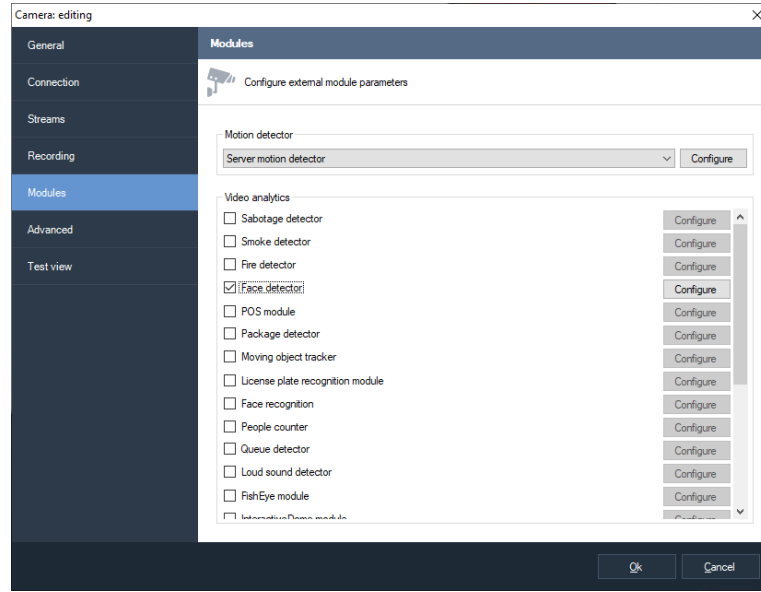 Camera: editing
General
Connection
Streams
Recording
Modules
Advanced
Test view
Modules
Configure external module parameters
Motion detector
Server motion detector Configure
Video analytics
Sabotage detector Configure
Smoke detector Configure
Fire detector Configure
Face detector Configure
POS module Configure
Package detector Configure
Moving object tracker Configure
License plate recognition module Configure
Face recognition Configure
People counter Configure
Queue detector Configure
Loud sound detector Configure
FishEye module Configure
InteractiveDemo module Configure
Ok Cancel